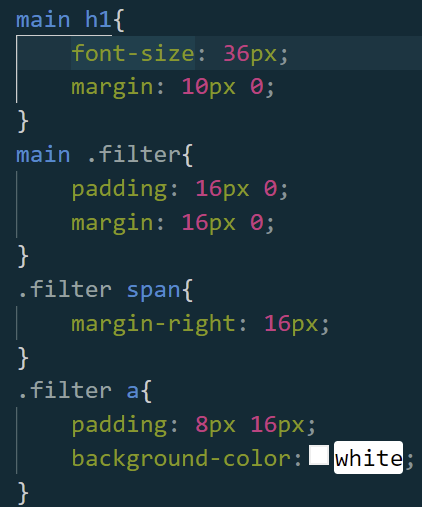 main h1{
    font-size: 36px;
    margin: 10px 0;
}
main .filter{
    padding: 16px 0;
    margin: 16px 0;
}
.filter span{
    margin-right: 16px;
}
.filter a{
    padding: 8px 16px;
    background-color: white;
}